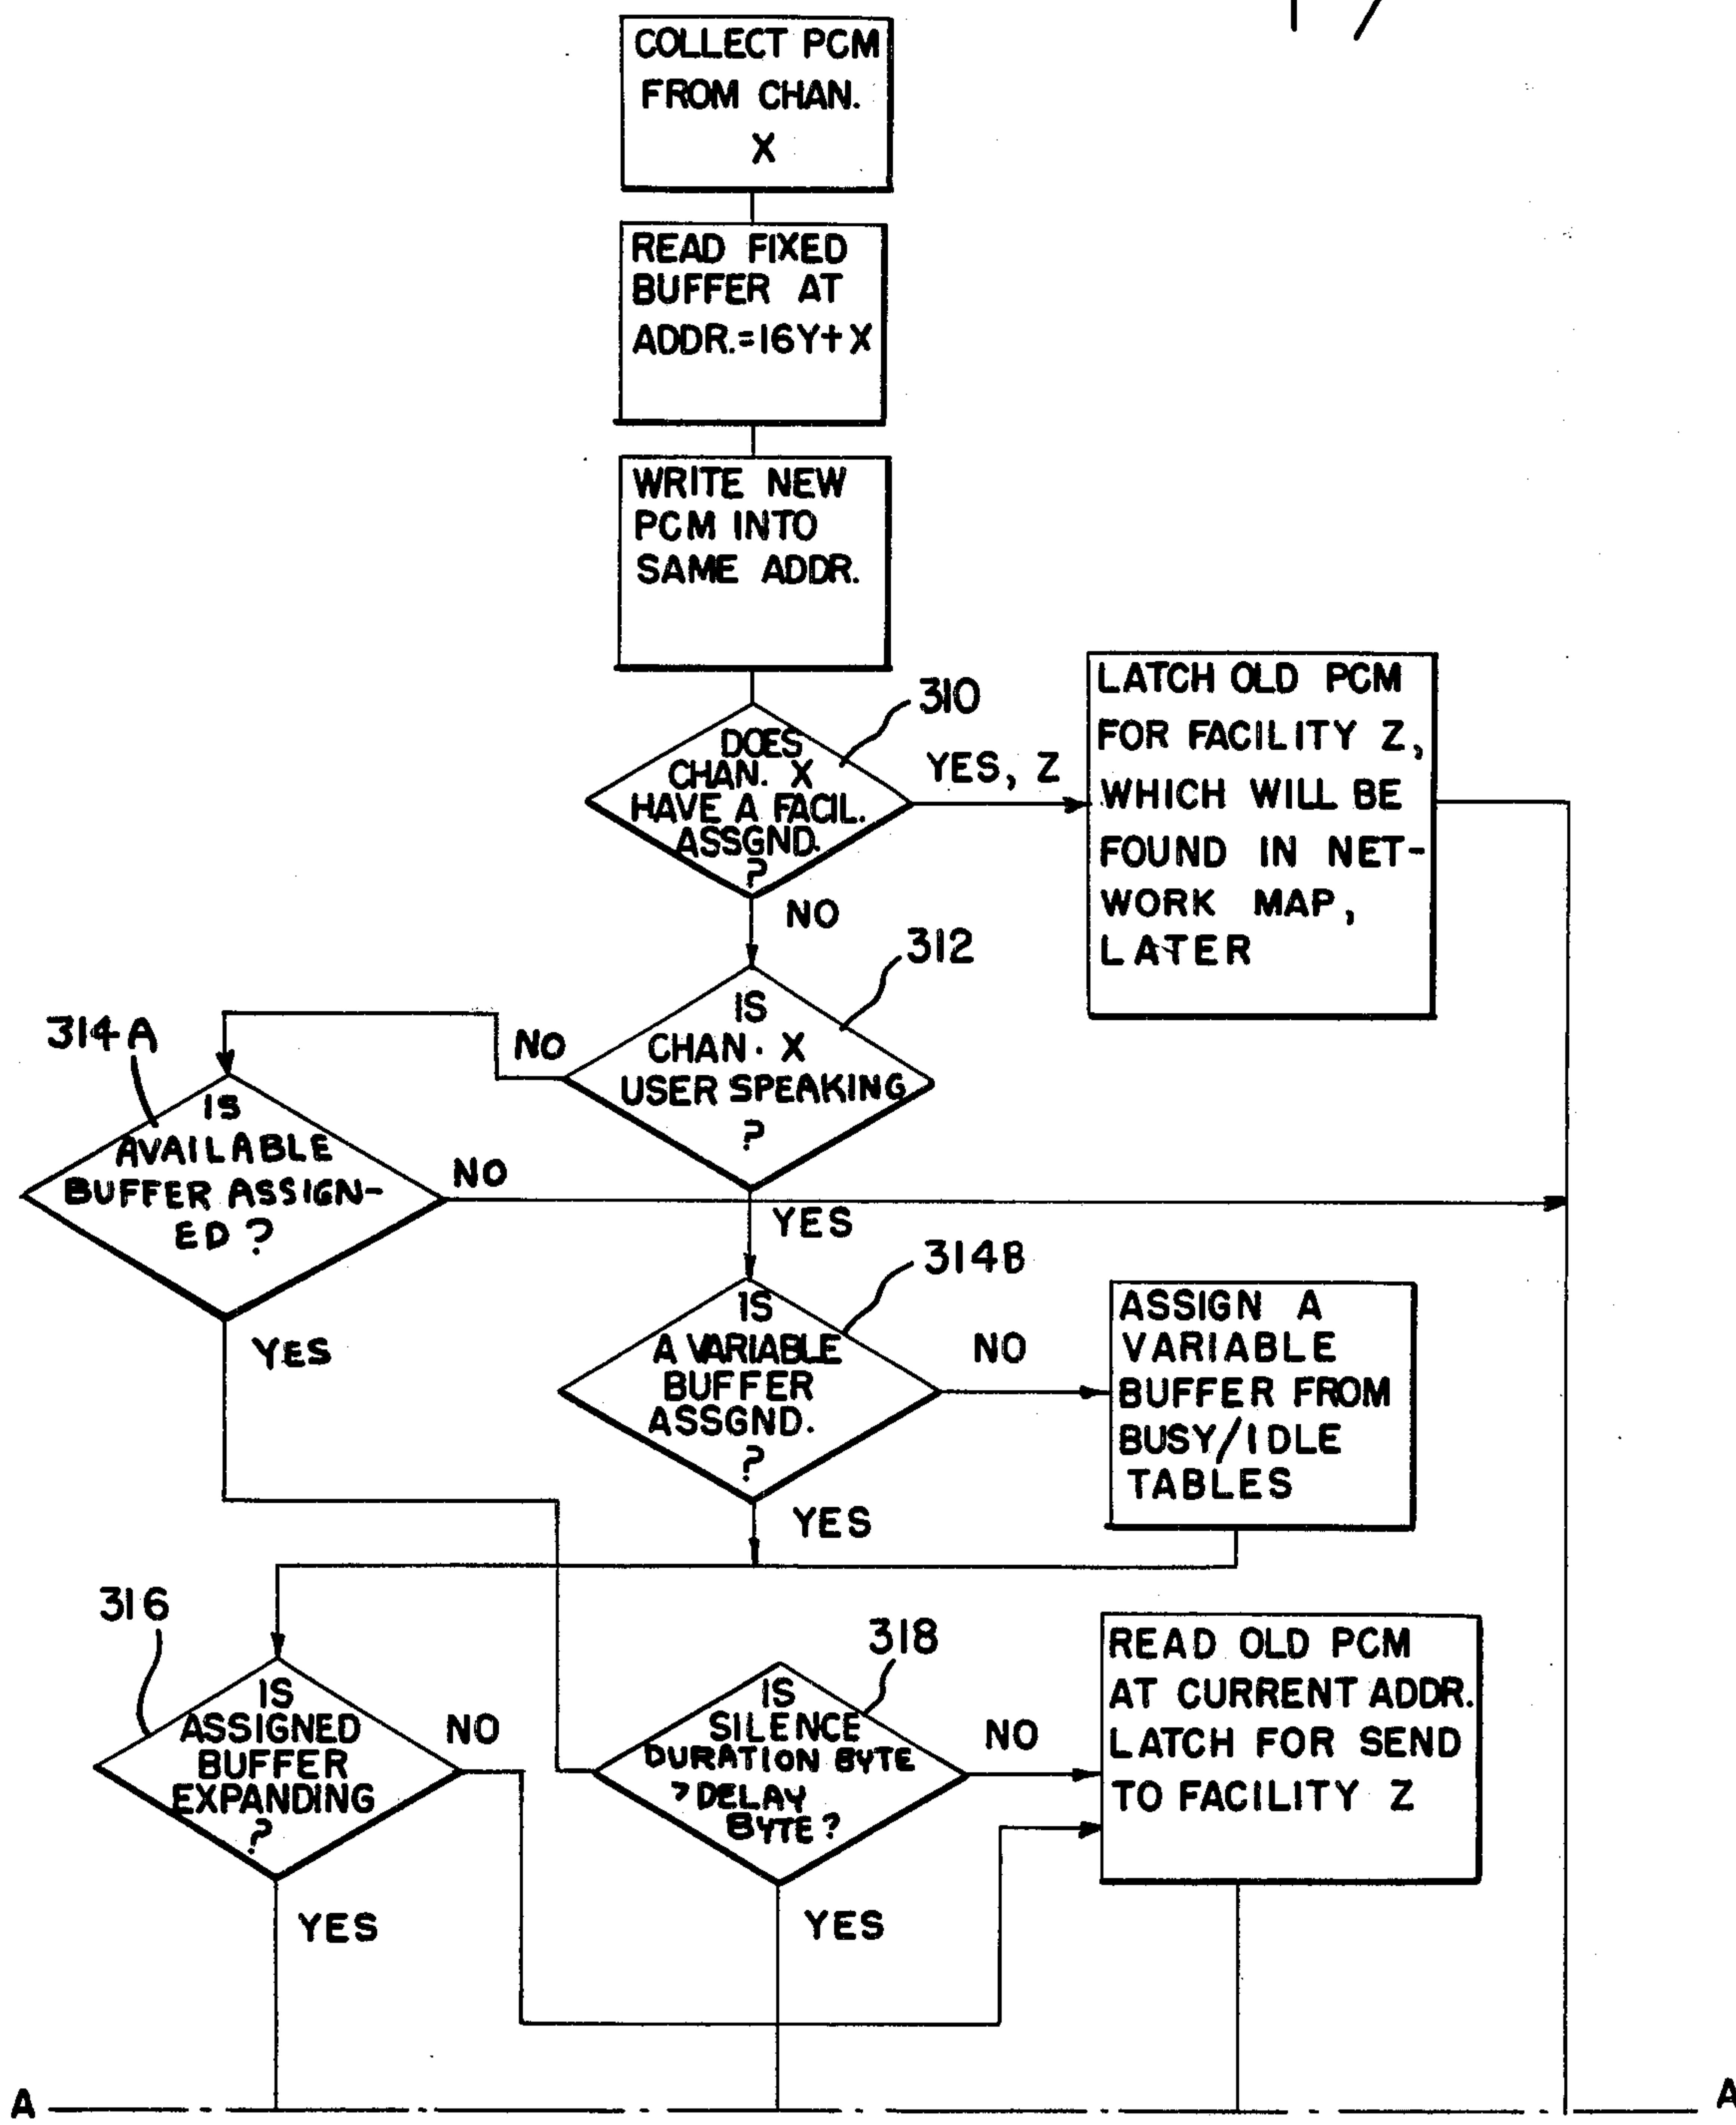 COLLECT PCM
FROM CHAN.
X
READ FIXED
BUFFER AT
ADDR.=16Y+X
WRITE NEW
PCM INTO
SAME ADDR.
310
DOES
CHAN. X
HAVE A FACIL.
ASSGND.
?
YES, Z
LATCH OLD PCM
FOR FACILITY Z,
WHICH WILL BE
FOUND IN NET-
WORK MAP,
LATER
NO
312
IS
CHAN. X
USER SPEAKING
?
NO
314A
IS
AVAILABLE
BUFFER ASSIGN-
ED?
NO
YES
YES
314B
IS
A VARIABLE
BUFFER
ASSGND.
?
NO
ASSIGN A
VARIABLE
BUFFER FROM
BUSY/IDLE
TABLES
YES
316
IS
ASSIGNED
BUFFER
EXPANDING
?
NO
YES
318
IS
SILENCE
DURATION BYTE
>DELAY
BYTE?
NO
YES
READ OLD PCM
AT CURRENT ADDR.
LATCH FOR SEND
TO FACILITY Z
A
A